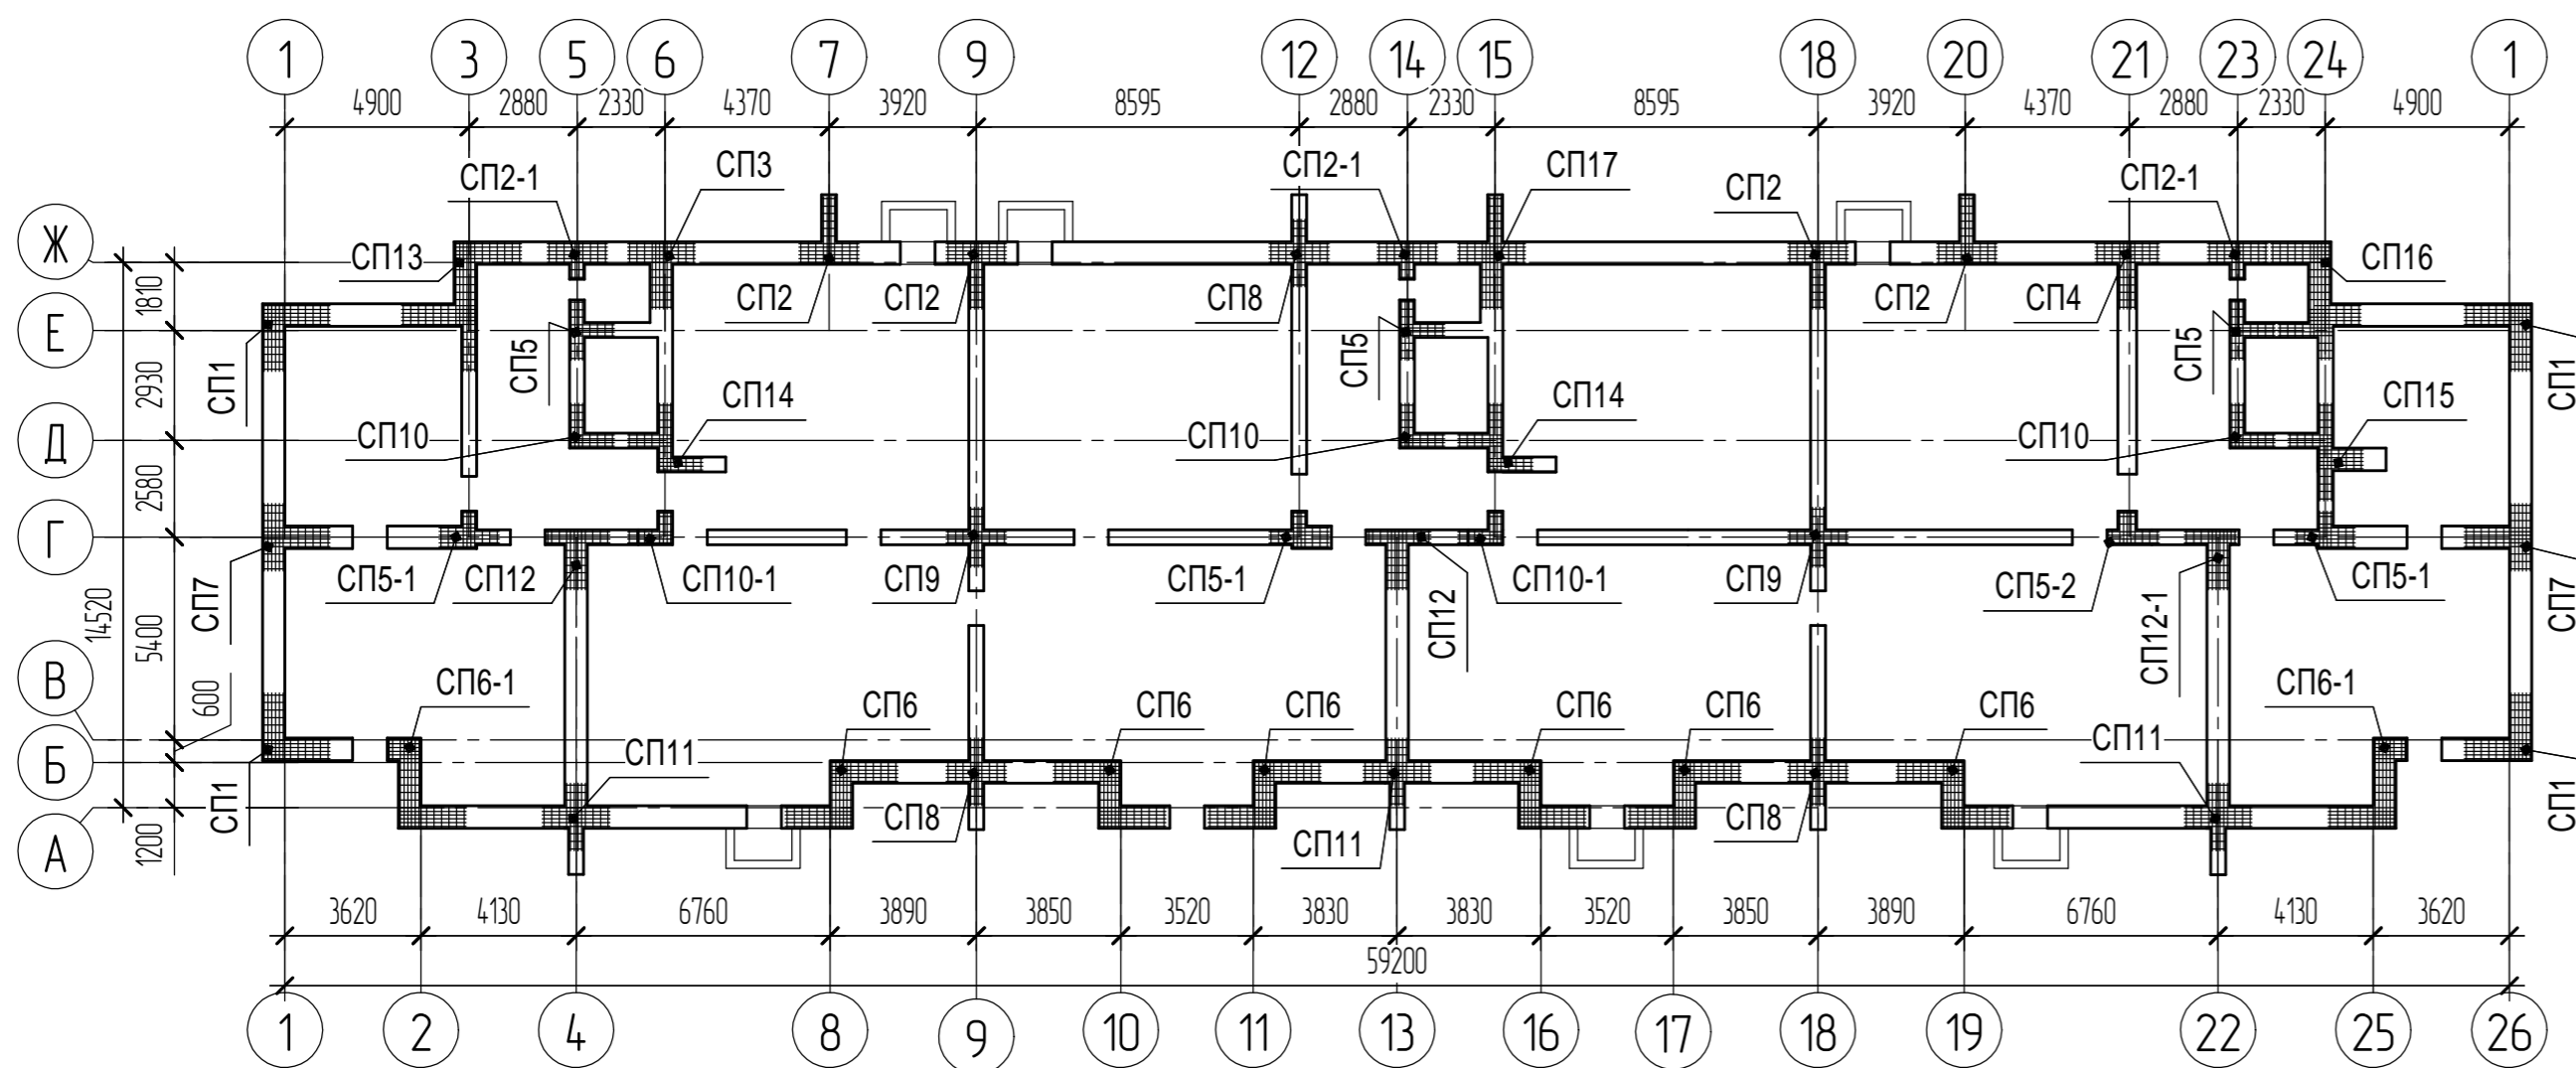 1 3 5 6 7 9 12 14 15 18 20 21 23 24 1
4900 2880 2330 4370 3920 8595 2880 2330 8595 3920 4370 2880 2330 4900
СП2-1 СП3 СП2-1 СП17 СП2 СП2-1
Ж СП13 СП16
1810 СП2 СП2 СП8 СП2 СП4
Е
СП1 СП5 СП5 СП5 СП1
2930 СП14 СП14 СП15
Д СП10 СП10 СП10
2580
Г
СП7 СП5-1 СП12 СП10-1 СП9 СП5-1 СП12 СП10-1 СП9 СП5-2 СП12-1 СП5-1 СП7
14520 5400
В 600 СП6-1 СП6 СП6 СП6 СП6 СП6 СП6 СП6-1
Б СП11 СП11
СП1 СП8 СП11 СП8 СП1
А 1200
3620 4130 6760 3890 3850 3520 3830 3830 3520 3850 3890 6760 4130 3620
59200
1 2 4 8 9 10 11 13 16 17 18 19 22 25 26